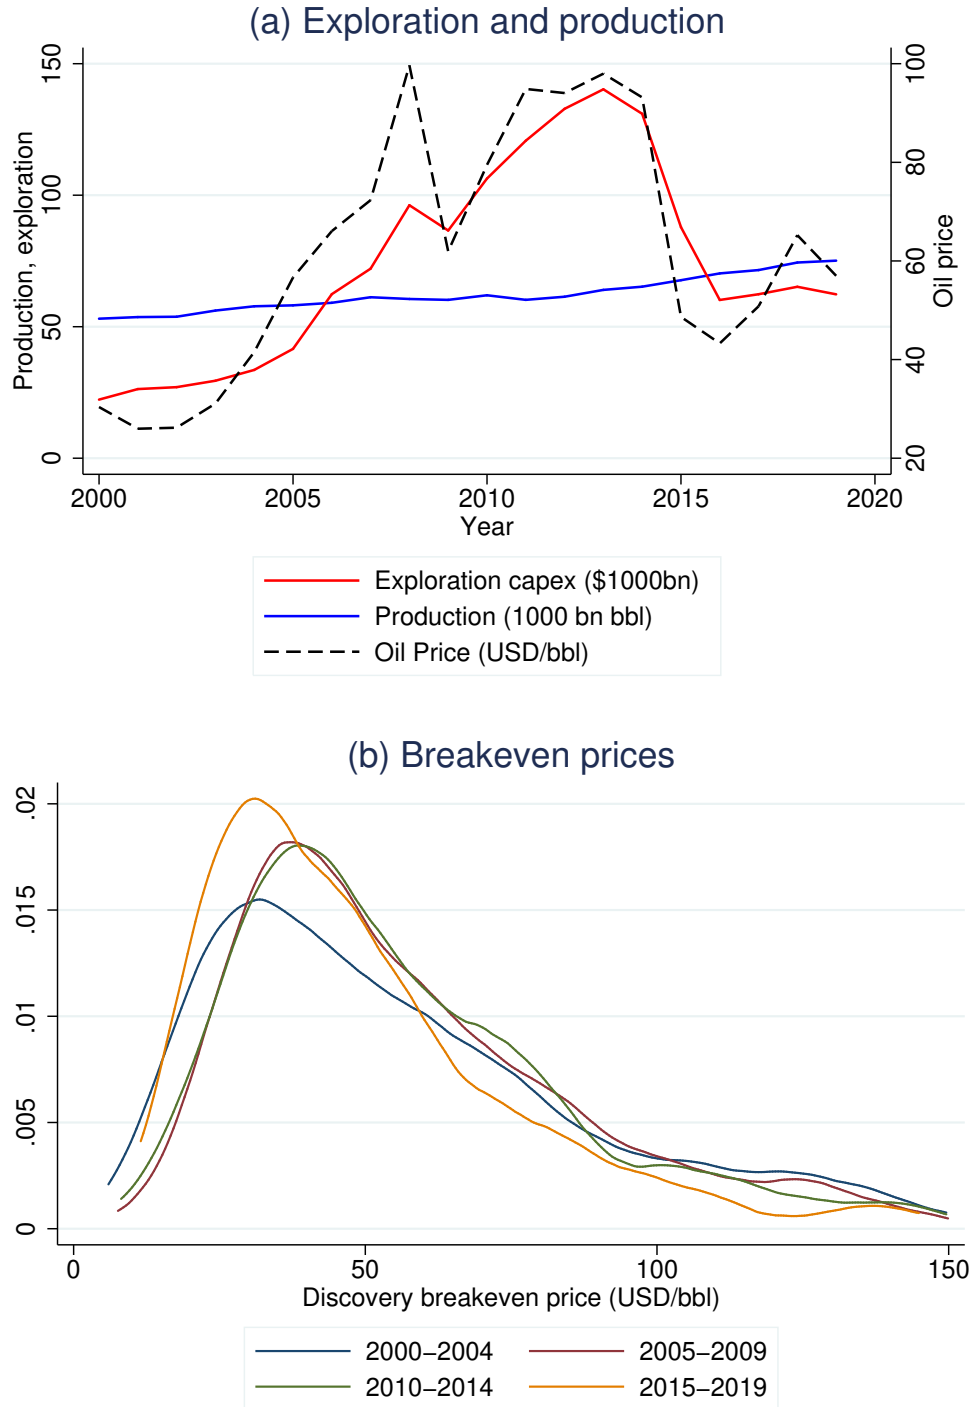 (a) Exploration and production
150
100
50
0
Production, exploration
100
80
60
40
20
Oil price
2000 2005 2010 2015 2020
Year
Exploration capex ($1000bn)
Production (1000 bn bbl)
Oil Price (USD/bbl)
(b) Breakeven prices
.02
.015
.01
.005
0
0 50 100 150
Discovery breakeven price (USD/bbl)
2000−2004 2005−2009
2010−2014 2015−2019